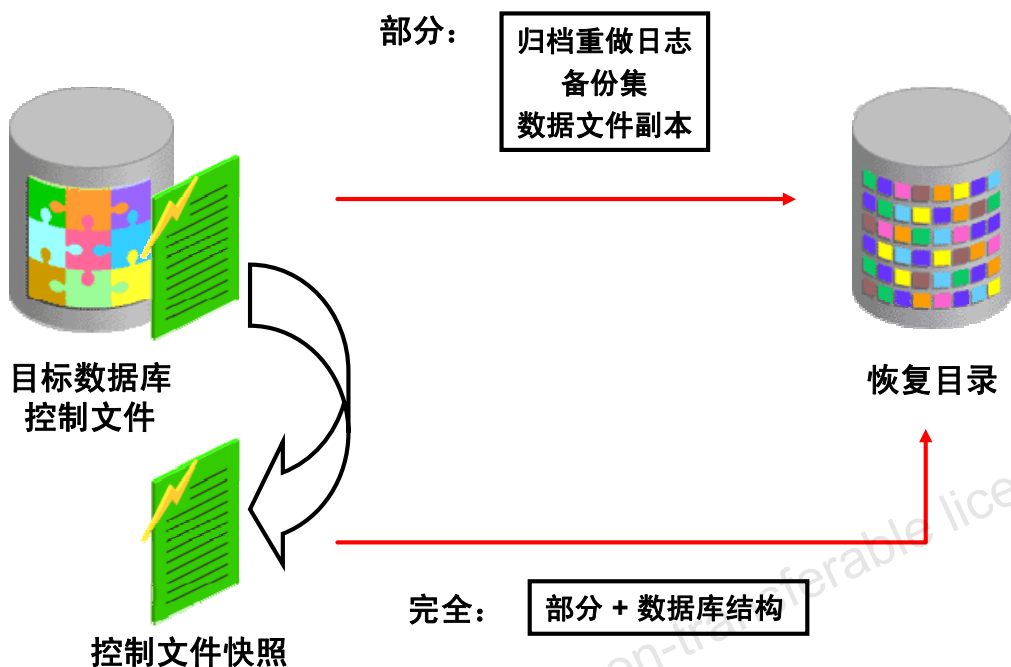 部分：
归档重做日志
备份集
数据文件副本
目标数据库
控制文件
恢复目录
完全：
部分 + 数据库结构
控制文件快照